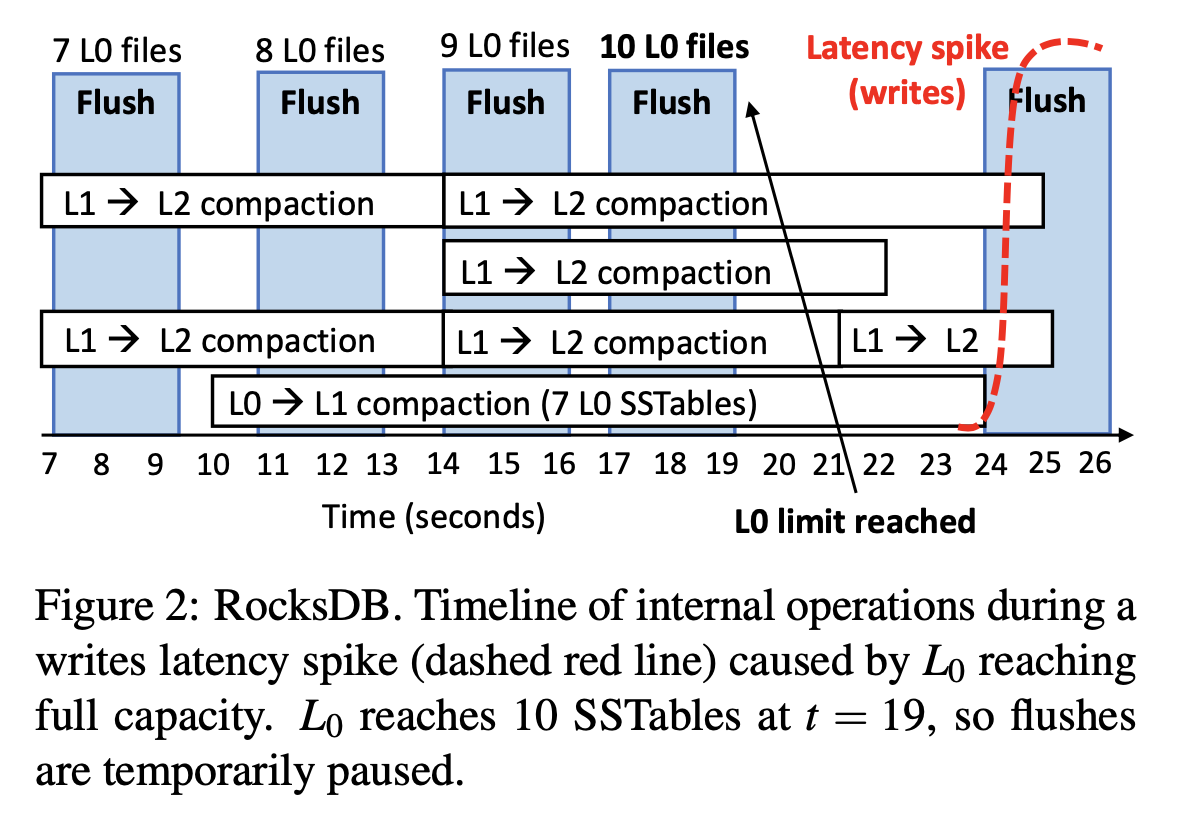 7 L0 files
8 L0 files
9 L0 files
10 L0 files
Latency spike
(writes)
Flush
Flush
Flush
Flush
Flush
L1 → L2 compaction
L1 → L2 compaction
L1 → L2 compaction
L1 → L2 compaction
L1 → L2 compaction
L1 → L2
L0 → L1 compaction (7 L0 SSTables)
7 8 9 10 11 12 13 14 15 16 17 18 19 20 21 22 23 24 25 26
Time (seconds)
L0 limit reached
Figure 2: RocksDB. Timeline of internal operations during a
writes latency spike (dashed red line) caused by L0 reaching
full capacity. L0 reaches 10 SSTables at t = 19, so flushes
are temporarily paused.